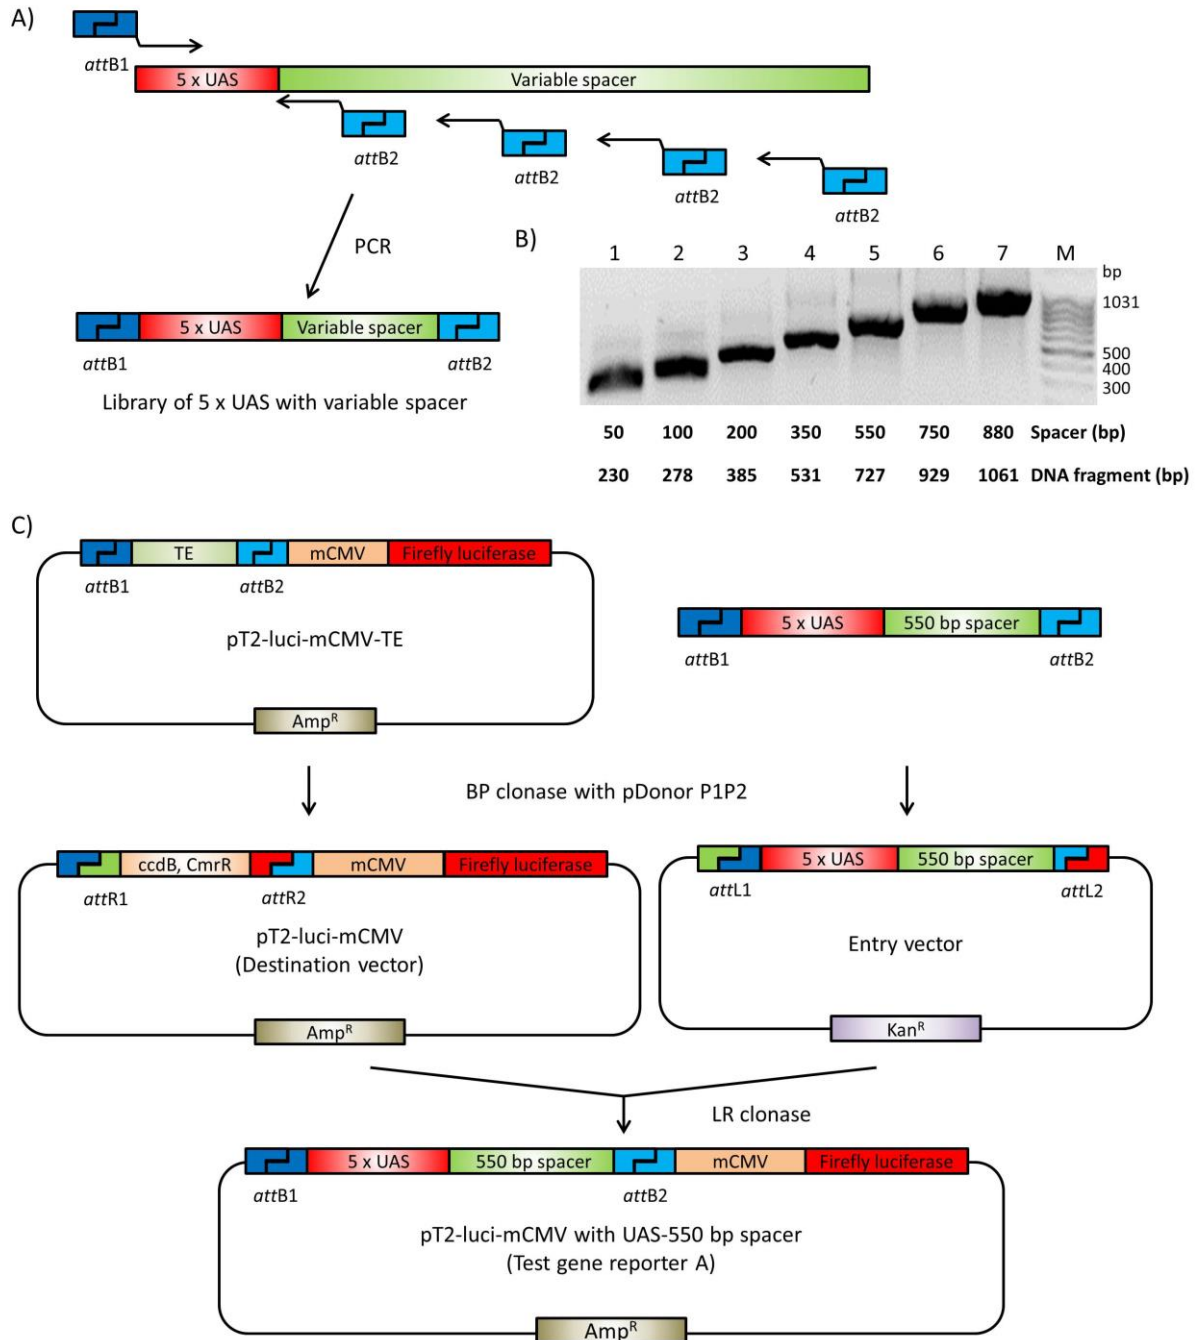 A)
attB1
5 x UAS
Variable spacer
attB2
attB2
attB2
attB2
PCR
attB1
5 x UAS
Variable spacer
attB2
Library of 5 x UAS with variable spacer
B)
1 2 3 4 5 6 7 M
bp
1031
500
400
300
50 100 200 350 550 750 880 Spacer (bp)
230 278 385 531 727 929 1061 DNA fragment (bp)
C)
TE mCMV Firefly luciferase
attB1 attB2
pT2-luci-mCMV-TE
AmpR
5 x UAS 550 bp spacer
attB1 attB2
BP clonase with pDonor P1P2
ccdB, CmrR mCMV Firefly luciferase
attR1 attR2
pT2-luci-mCMV
(Destination vector)
AmpR
5 x UAS 550 bp spacer
attL1 attL2
Entry vector
KanR
LR clonase
5 x UAS 550 bp spacer mCMV Firefly luciferase
attB1 attB2
pT2-luci-mCMV with UAS-550 bp spacer
(Test gene reporter A)
AmpR